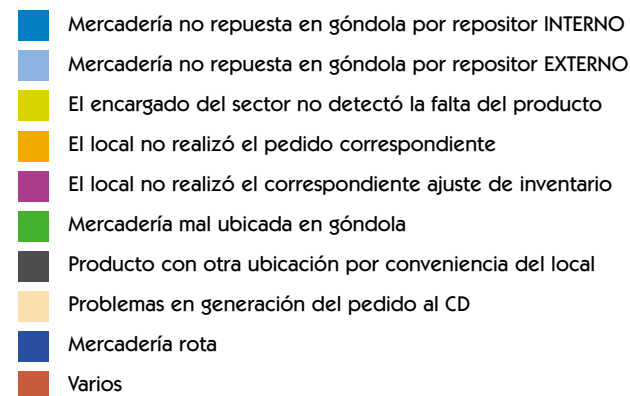 Mercadería no repuesta en góndola por repositor INTERNO
Mercadería no repuesta en góndola por repositor EXTERNO
El encargado del sector no detectó la falta del producto
El local no realizó el pedido correspondiente
El local no realizó el correspondiente ajuste de inventario
Mercadería mal ubicada en góndola
Producto con otra ubicación por conveniencia del local
Problemas en generación del pedido al CD
Mercadería rota
Varios